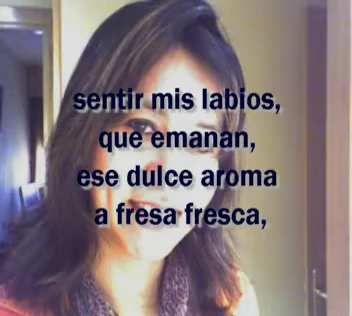 sentir mis labios,
que emanan,
ese dulce aroma
a fresa fresca,